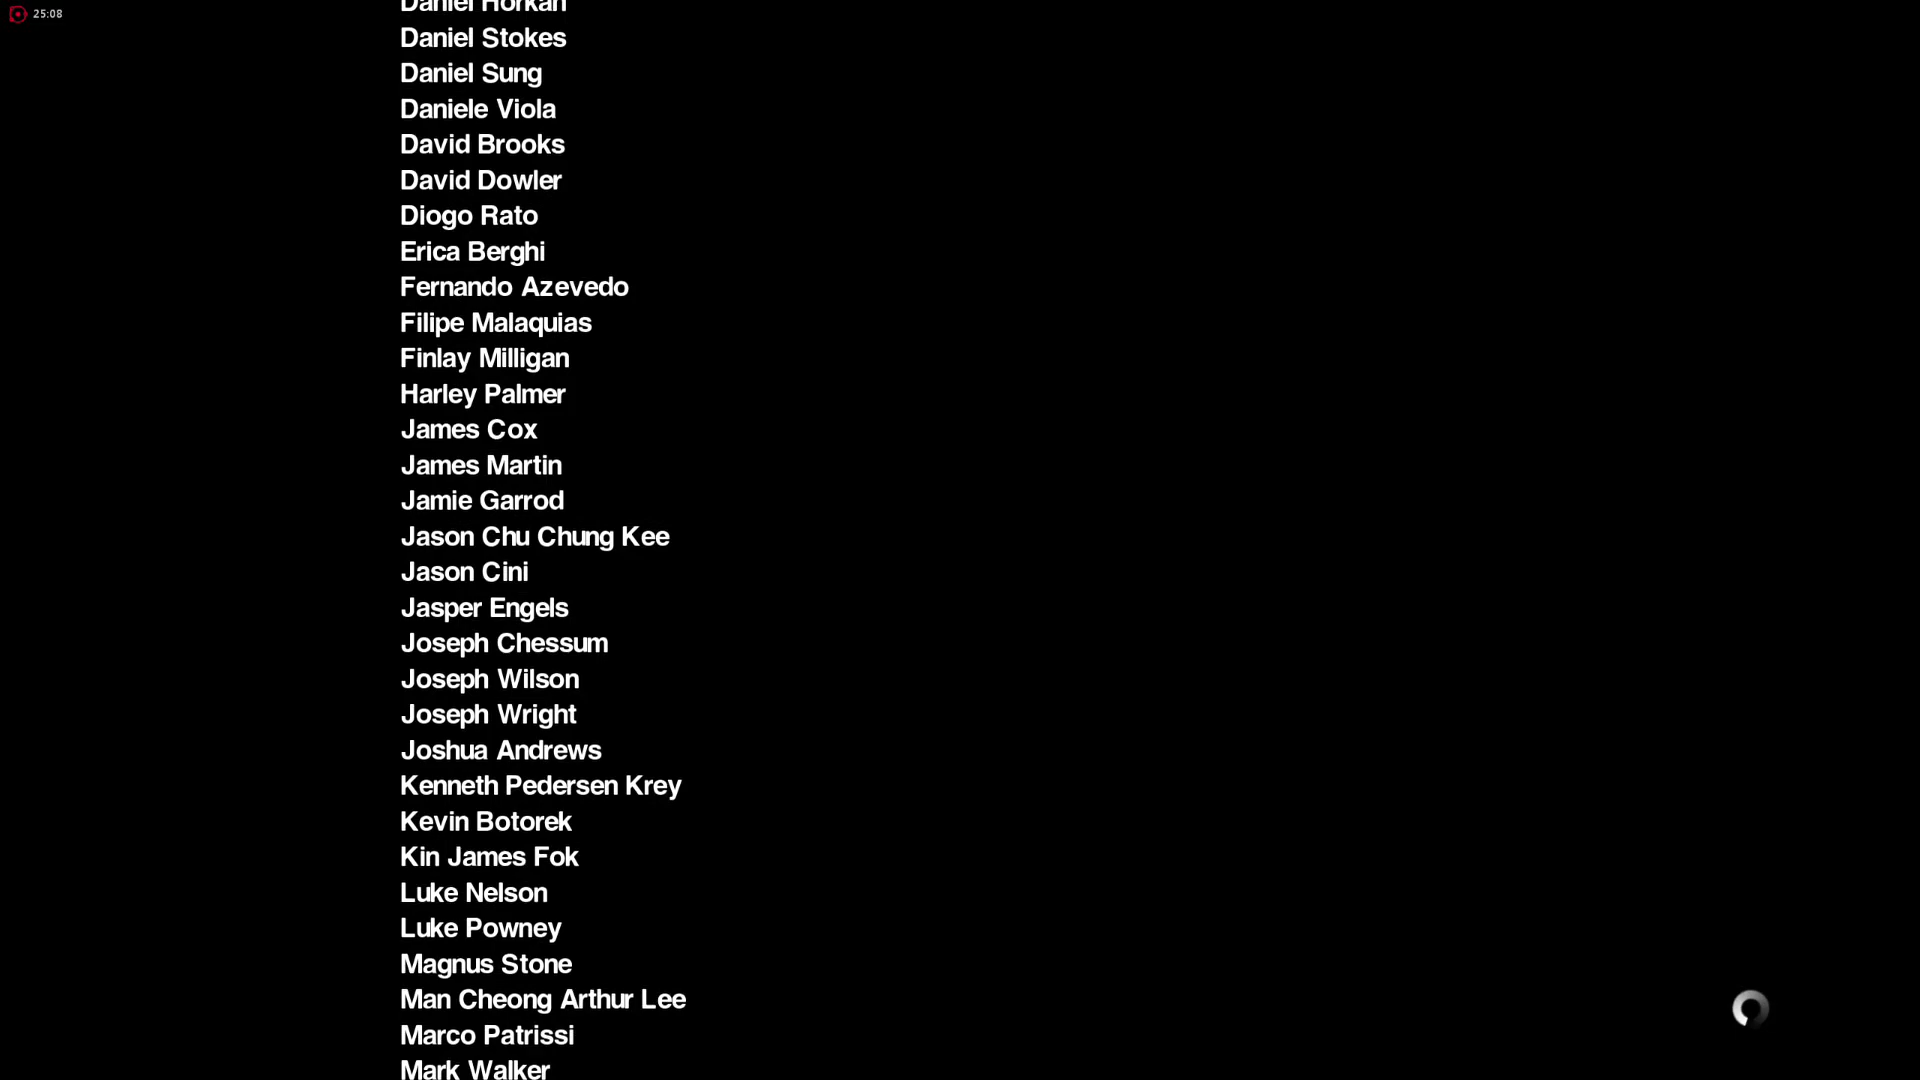 25:08
Daniel Horkan
Daniel Stokes
Daniel Sung
Daniele Viola
David Brooks
David Dowler
Diogo Rato
Erica Berghi
Fernando Azevedo
Filipe Malaquias
Finlay Milligan
Harley Palmer
James Cox
James Martin
Jamie Garrod
Jason Chu Chung Kee
Jason Cini
Jasper Engels
Joseph Chessum
Joseph Wilson
Joseph Wright
Joshua Andrews
Kenneth Pedersen Krey
Kevin Botorek
Kin James Fok
Luke Nelson
Luke Powney
Magnus Stone
Man Cheong Arthur Lee
Marco Patrissi
Mark Walker